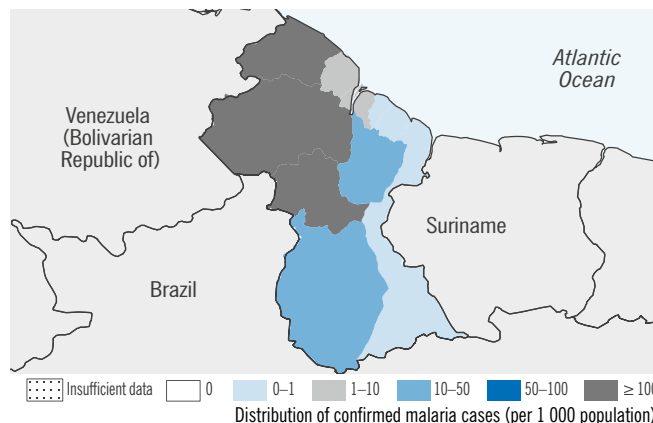 Atlantic
Ocean
Venezuela
(Bolivarian
Republic of)
Suriname
Brazil
Insufficient data 0 0–1 1–10 10–50 50–100 ≥ 100
Distribution of confirmed malaria cases (per 1 000 population)